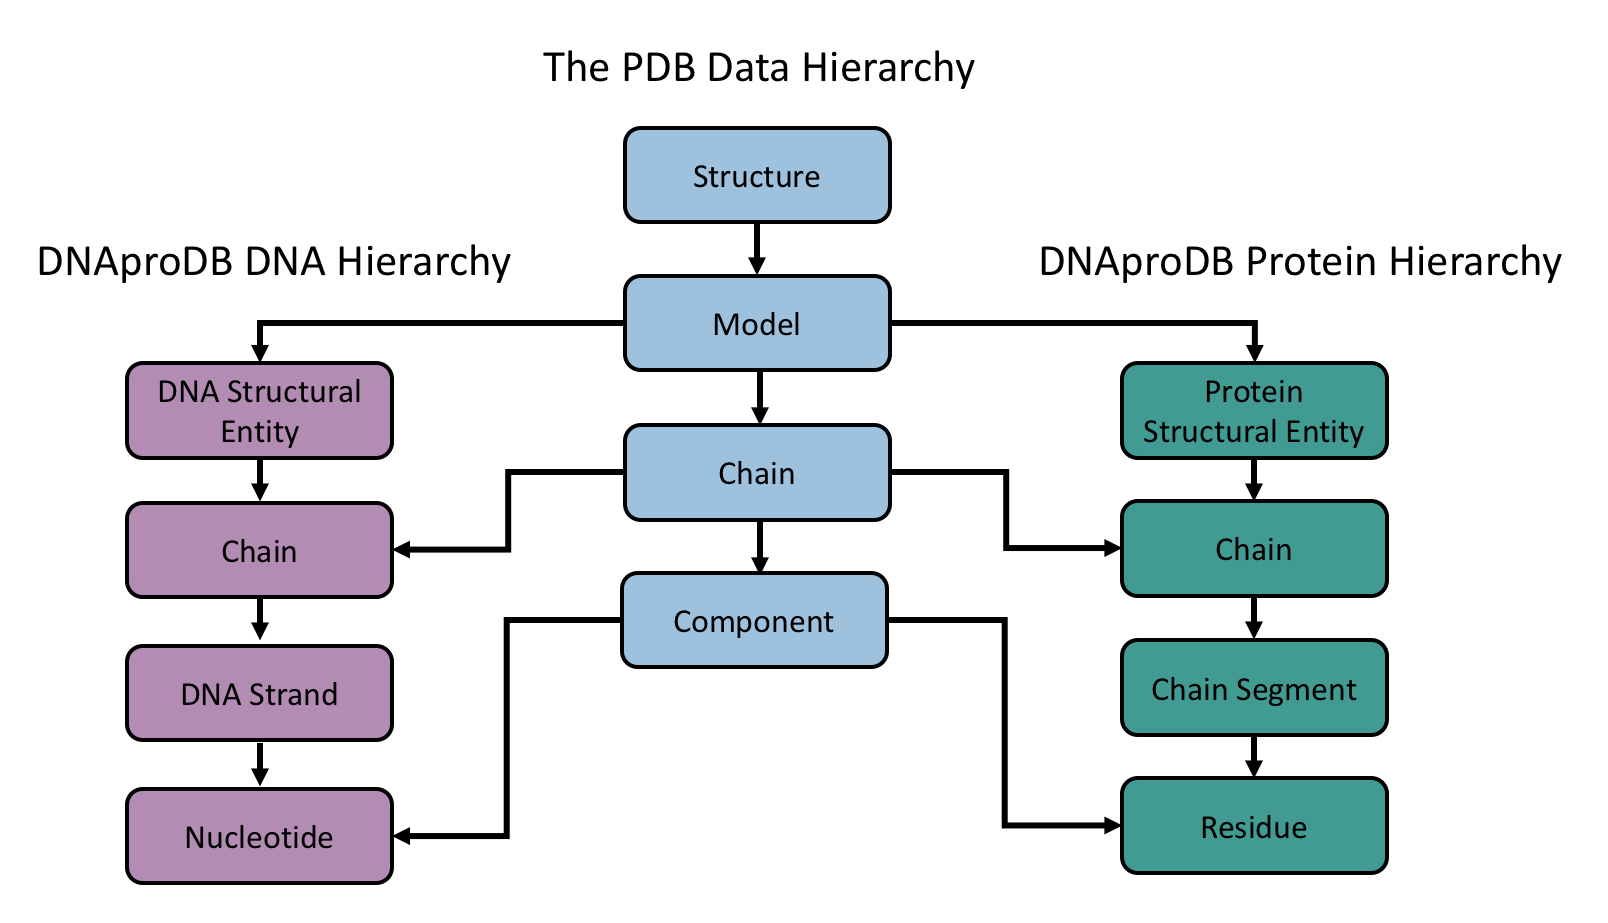 The PDB Data Hierarchy
Structure
DNAproDB DNA Hierarchy
DNAproDB Protein Hierarchy
Model
DNA Structural
Entity
Protein
Structural Entity
Chain
Chain
Chain
Component
DNA Strand
Chain Segment
Nucleotide
Residue